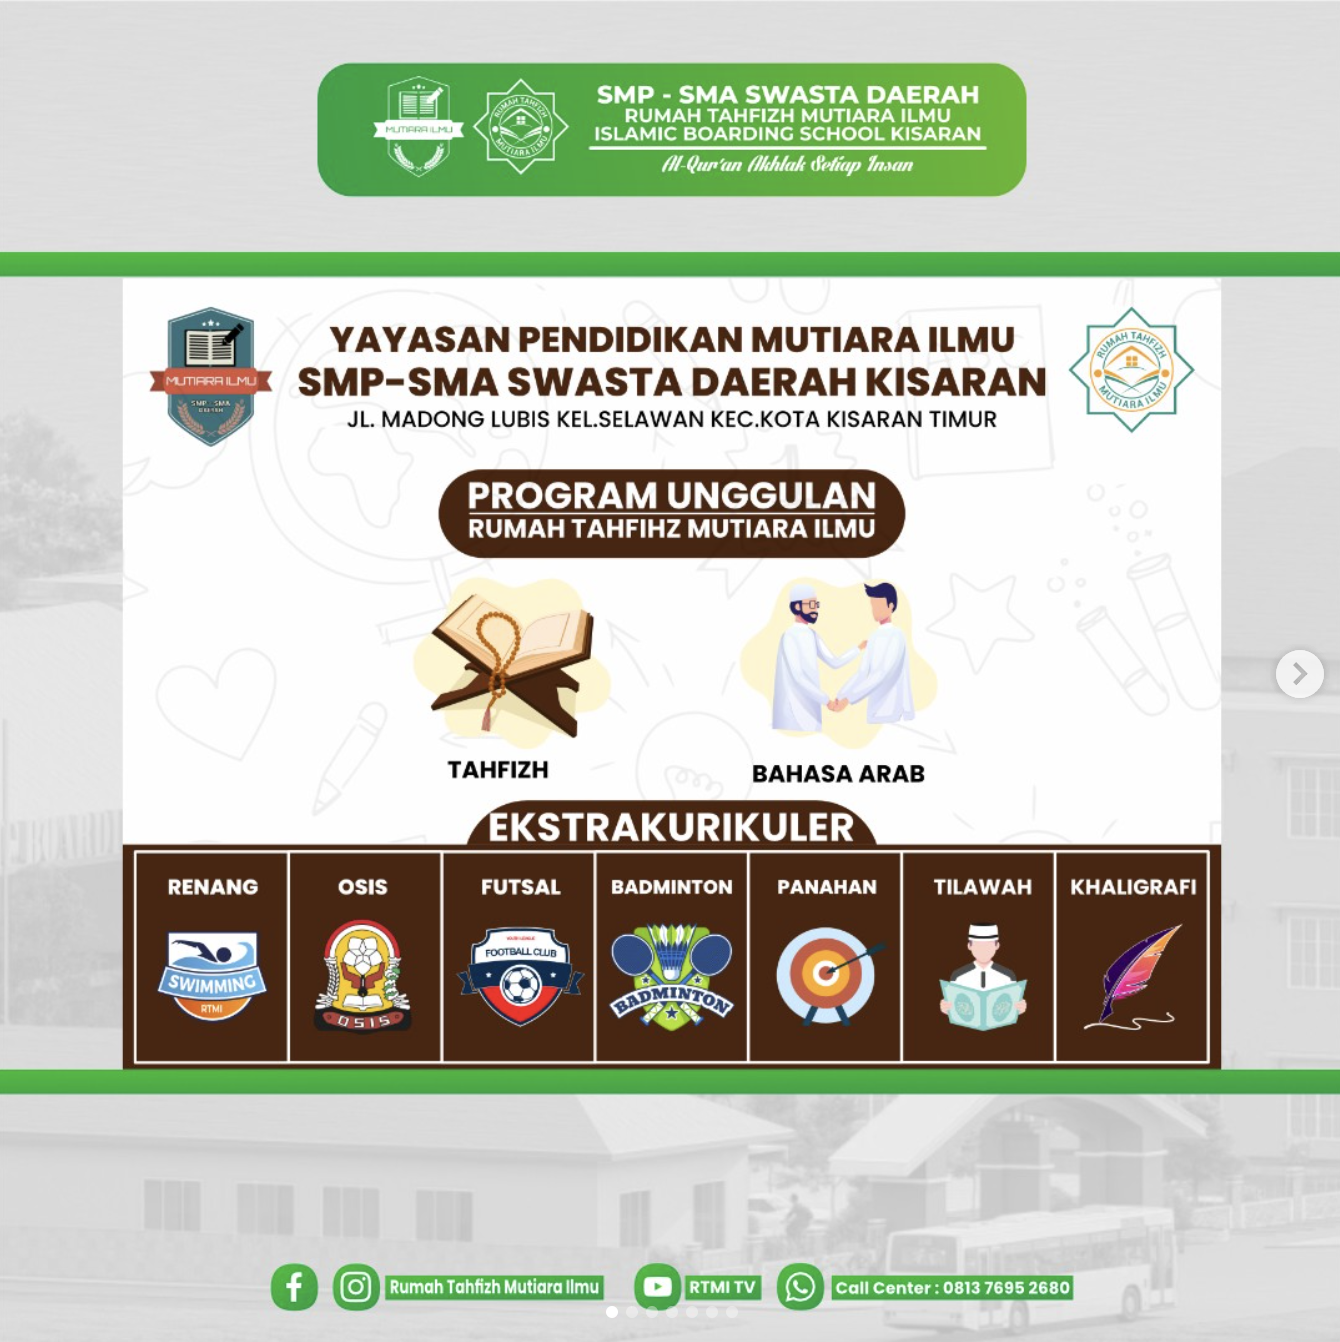 MUTIARA ILMU
RUMAH TAHFIZH
MUTIARA ILMU
SMP - SMA SWASTA DAERAH
RUMAH TAHFIZH MUTIARA ILMU
ISLAMIC BOARDING SCHOOL KISARAN
Al-Qur'an Akhlak Setiap Insan
MUTIARA ILMU
SMP - SMA
DAERAH
YAYASAN PENDIDIKAN MUTIARA ILMU
SMP-SMA SWASTA DAERAH KISARAN
JL. MADONG LUBIS KEL.SELAWAN KEC.KOTA KISARAN TIMUR
RUMAH TAHFIZH
MUTIARA ILMU
PROGRAM UNGGULAN
RUMAH TAHFIHZ MUTIARA ILMU
TAHFIZH
BAHASA ARAB
EKSTRAKURIKULER
RENANG
OSIS
FUTSAL
BADMINTON
PANAHAN
TILAWAH
KHALIGRAFI
SWIMMING
RTMI
OSIS
FOOTBALL CLUB
BADMINTON
Rumah Tahfizh Mutiara Ilmu
RTMI TV
Call Center : 0813 7695 2680